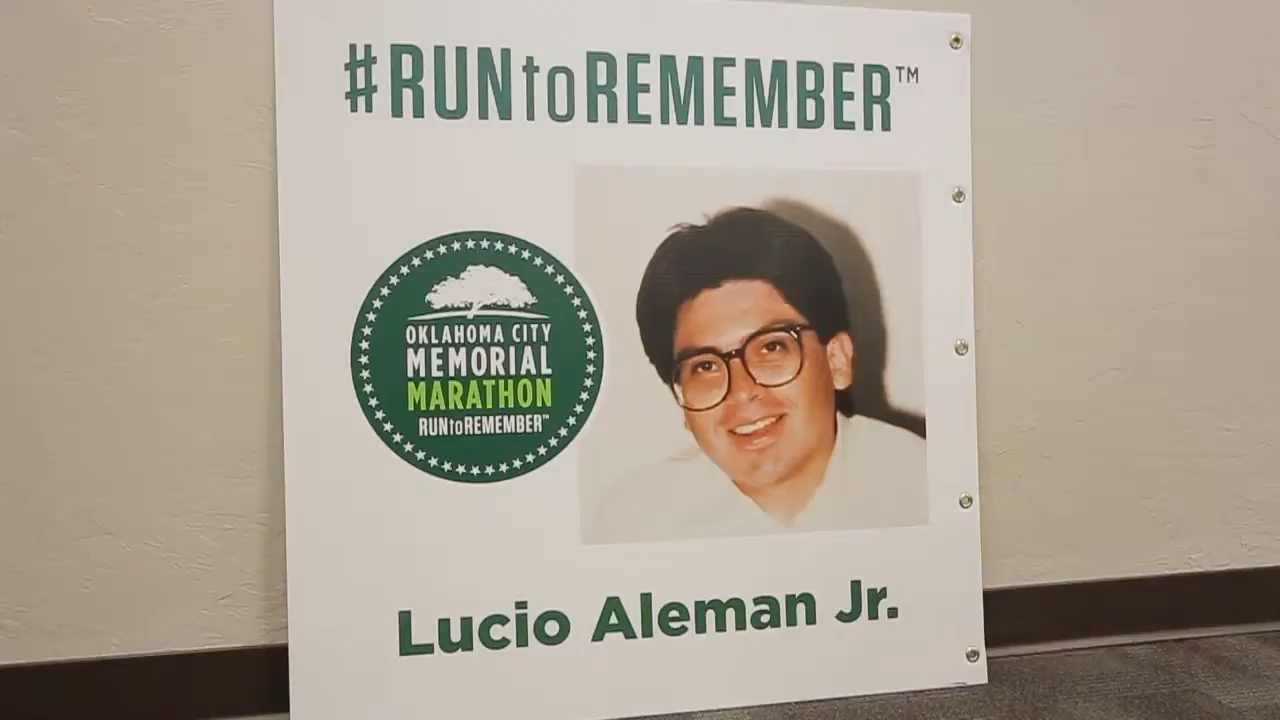 #RUNtoREMEMBER™
OKLAHOMA CITY
MEMORIAL
MARATHON
RUNtoREMEMBER™
Lucio Aleman Jr.